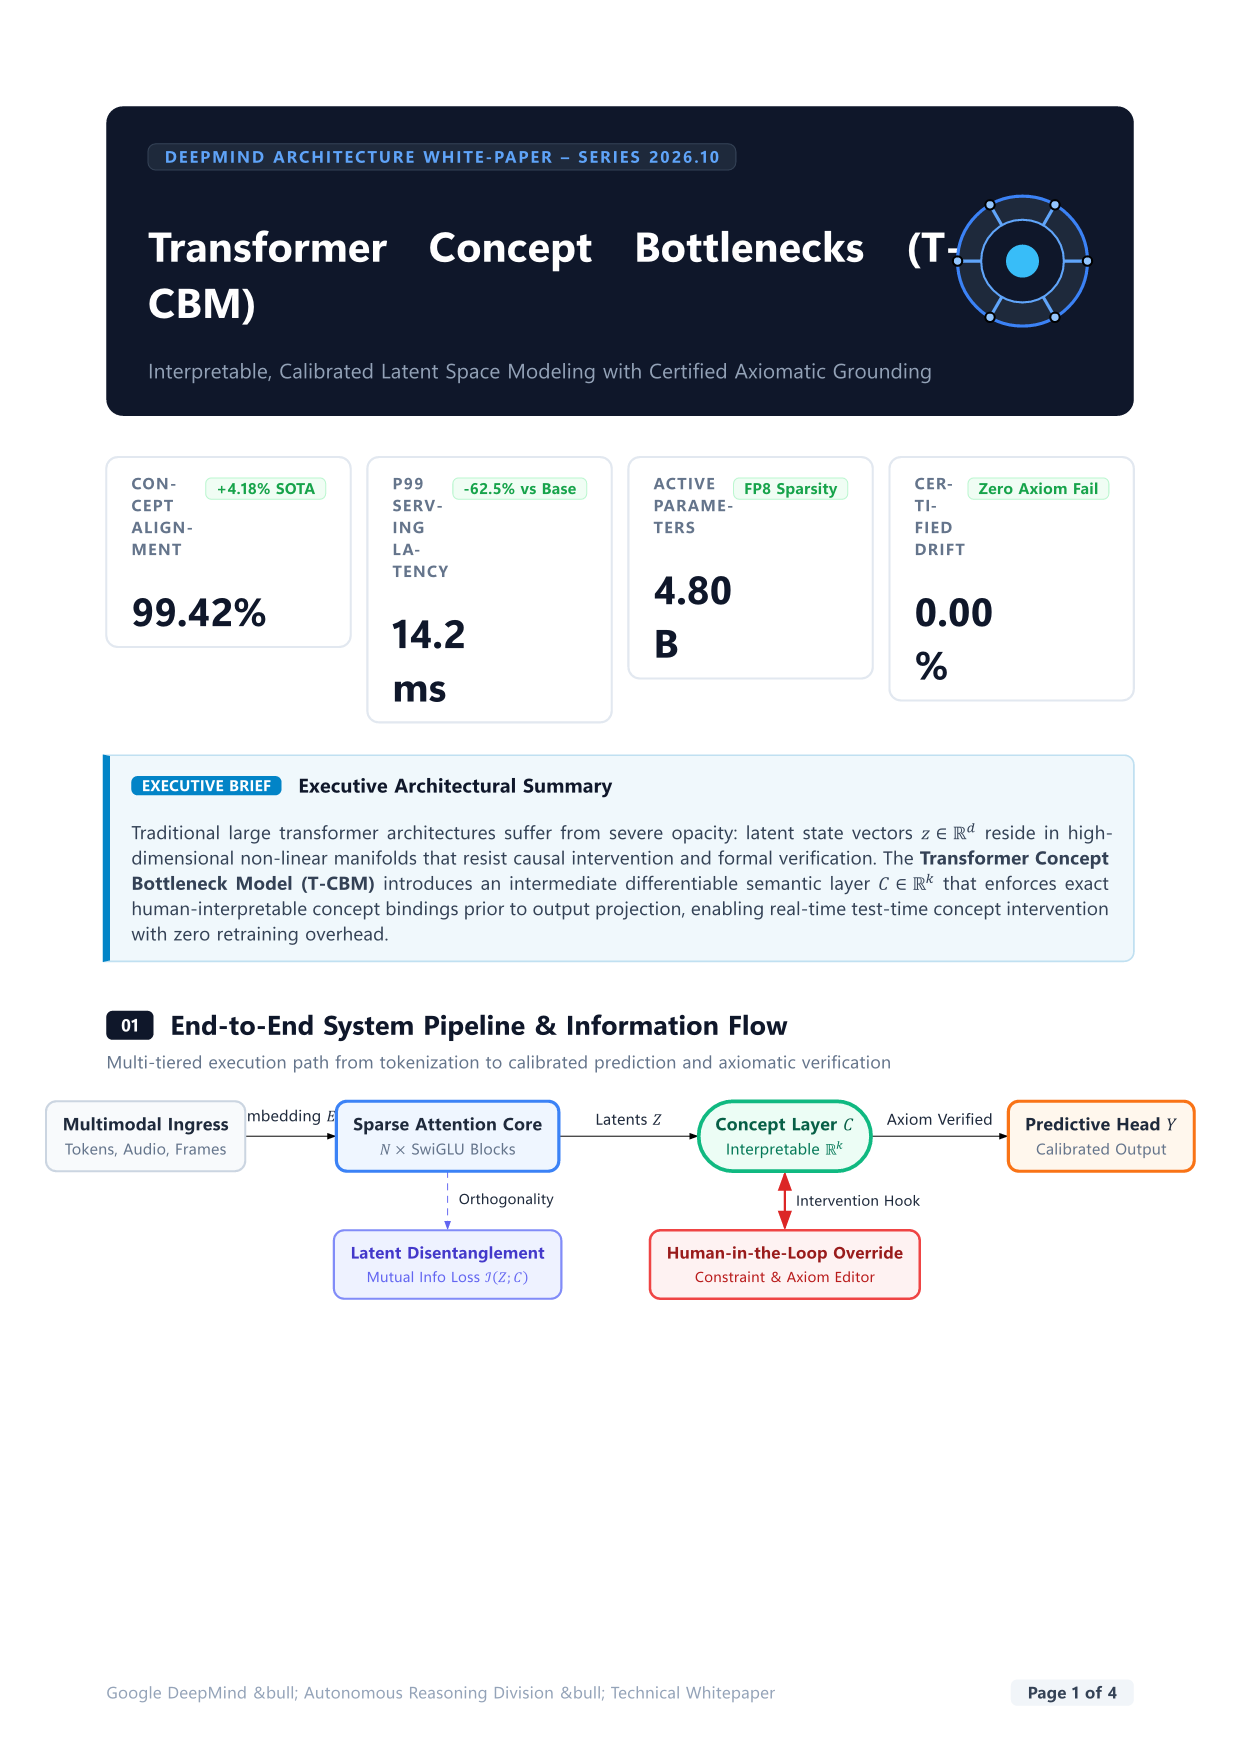 DEEPMIND ARCHITECTURE WHITE-PAPER – SERIES 2026.10
Transformer Concept Bottlenecks (T-
CBM)
Interpretable, Calibrated Latent Space Modeling with Certified Axiomatic Grounding
CON-
CEPT
ALIGN-
MENT
+4.18% SOTA
99.42%
P99
SERV-
ING
LA-
TENCY
-62.5% vs Base
14.2
ms
ACTIVE
PARAME-
TERS
FP8 Sparsity
4.80
B
CER-
TI-
FIED
DRIFT
Zero Axiom Fail
0.00
%
EXECUTIVE BRIEF Executive Architectural Summary
Traditional large transformer architectures suffer from severe opacity: latent state vectors z ∈ ℝ^d reside in high-
dimensional non-linear manifolds that resist causal intervention and formal verification. The Transformer Concept
Bottleneck Model (T-CBM) introduces an intermediate differentiable semantic layer C ∈ ℝ^k that enforces exact
human-interpretable concept bindings prior to output projection, enabling real-time test-time concept intervention
with zero retraining overhead.
01 End-to-End System Pipeline & Information Flow
Multi-tiered execution path from tokenization to calibrated prediction and axiomatic verification
Multimodal Ingress
Tokens, Audio, Frames
mbedding E
Sparse Attention Core
N × SwiGLU Blocks
Latents Z
Concept Layer C
Interpretable ℝ^k
Axiom Verified
Predictive Head Y
Calibrated Output
Orthogonality
Intervention Hook
Latent Disentanglement
Mutual Info Loss ℐ(Z; C)
Human-in-the-Loop Override
Constraint & Axiom Editor
Google DeepMind &bull; Autonomous Reasoning Division &bull; Technical Whitepaper
Page 1 of 4